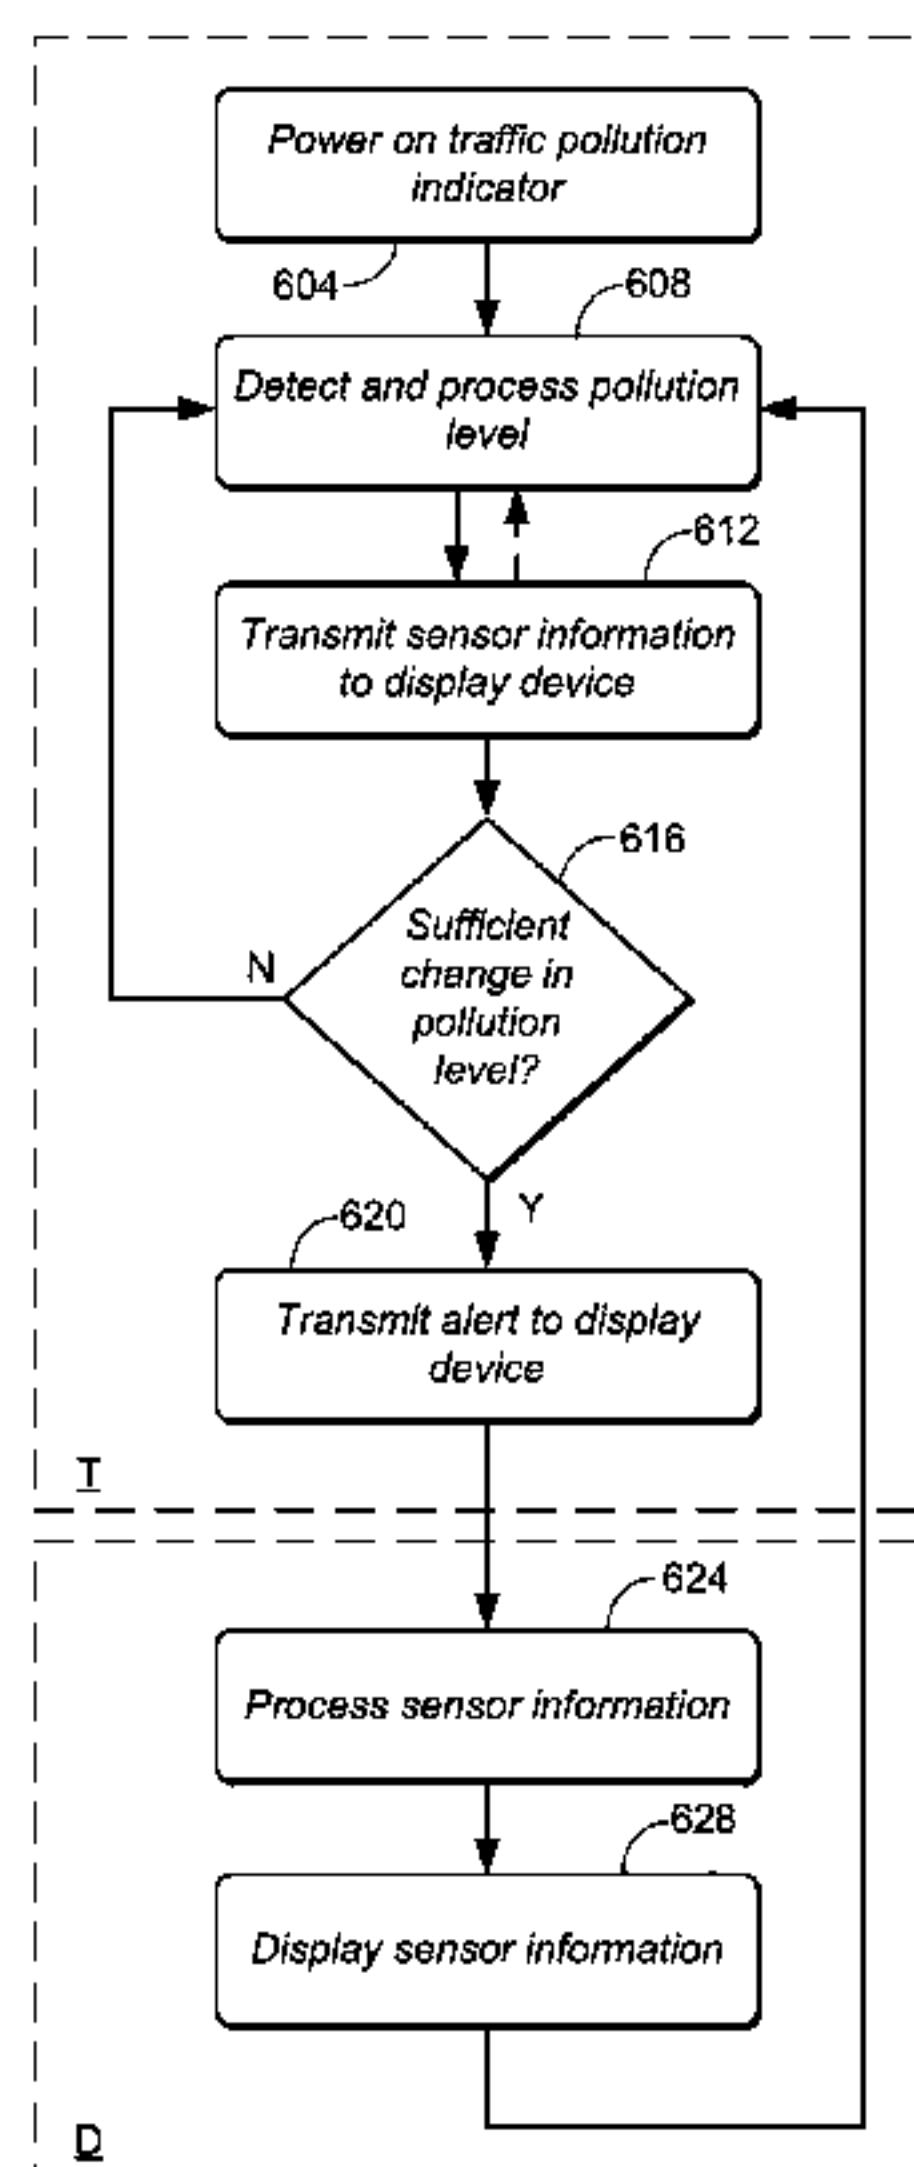 Power on traffic pollution
indicator
604
608
Detect and process pollution
level
612
Transmit sensor information
to display device
616
Sufficient
change in
pollution
level?
N
Y
620
Transmit alert to display
device
T
624
Process sensor information
628
Display sensor information
D